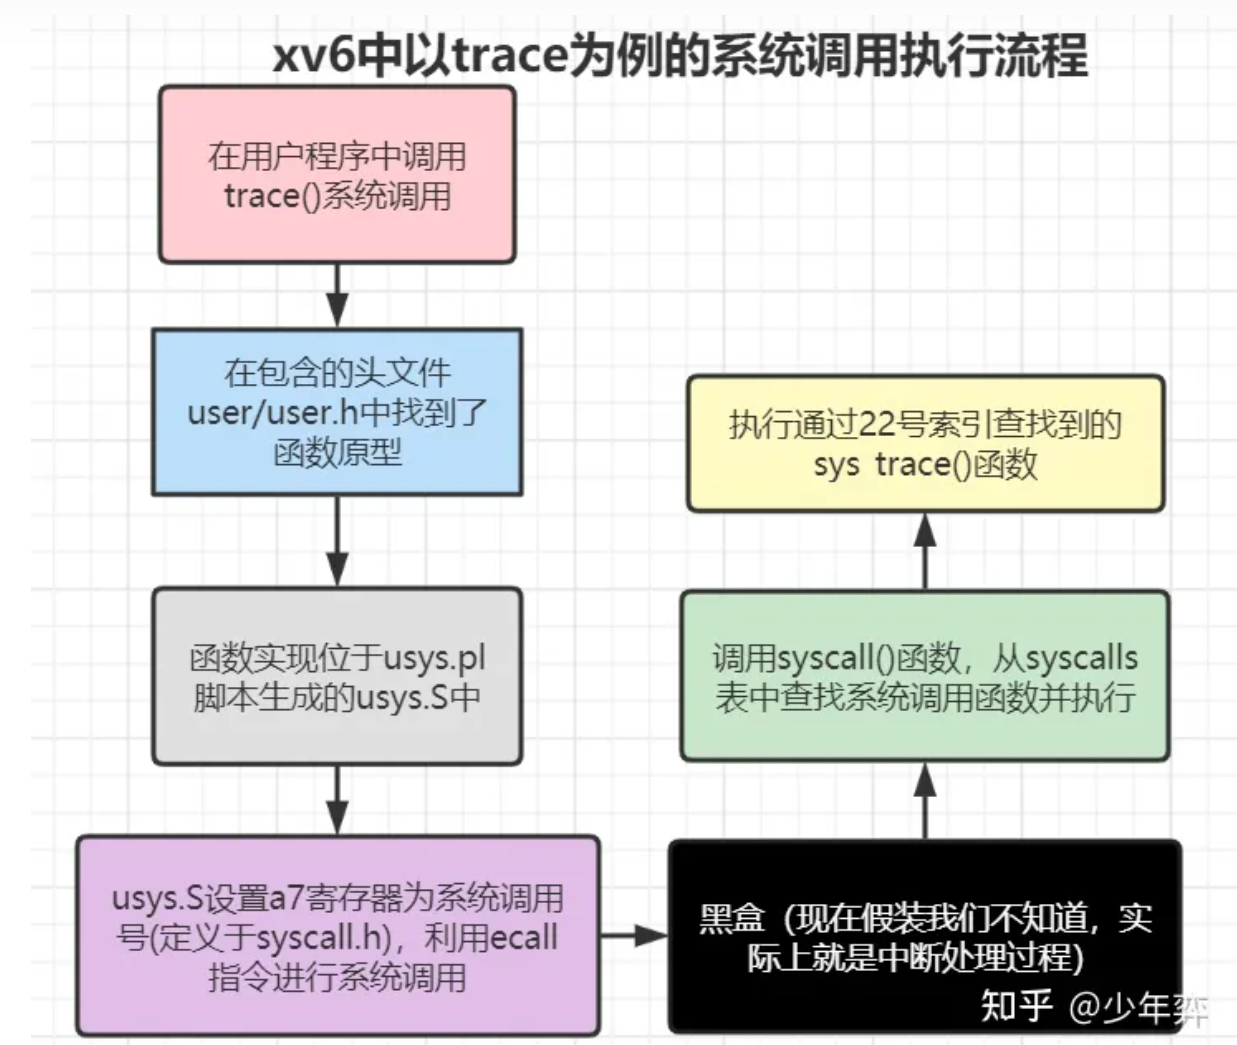 xv6中以trace为例的系统调用执行流程
在用户程序中调用
trace()系统调用
在包含的头文件
user/user.h中找到了
函数原型
函数实现位于usys.pl
脚本生成的usys.S中
usys.S设置a7寄存器为系统调用
号(定义于syscall.h)，利用ecall
指令进行系统调用
黑盒（现在假装我们不知道，实
际上就是中断处理过程）
调用syscall()函数，从syscalls
表中查找系统调用函数并执行
执行通过22号索引查找到的
sys trace()函数
知乎 @少年弈